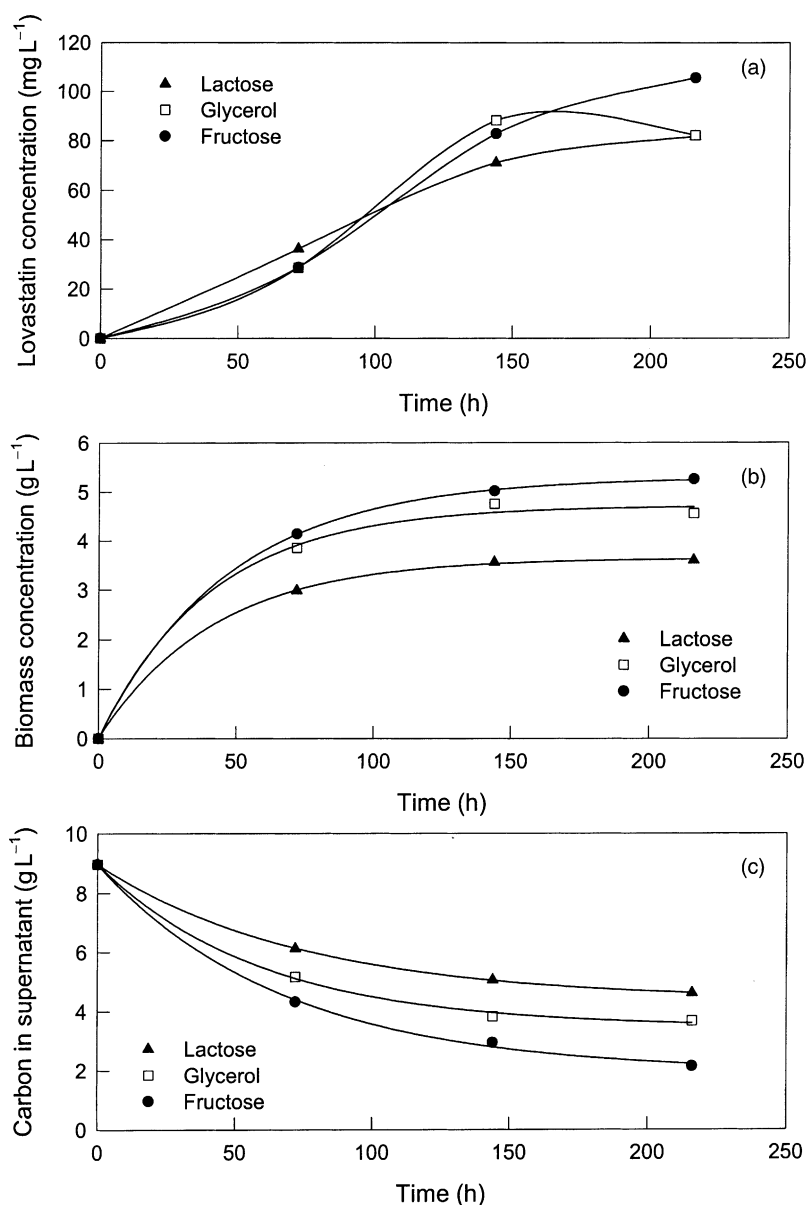 (a)
Lovastatin concentration (mg L⁻¹)
120
100
80
60
40
20
0
Lactose
Glycerol
Fructose
0 50 100 150 200 250
Time (h)
(b)
Biomass concentration (g L⁻¹)
6
5
4
3
2
1
0
Lactose
Glycerol
Fructose
0 50 100 150 200 250
Time (h)
(c)
Carbon in supernatant (g L⁻¹)
10
8
6
4
2
0
Lactose
Glycerol
Fructose
0 50 100 150 200 250
Time (h)